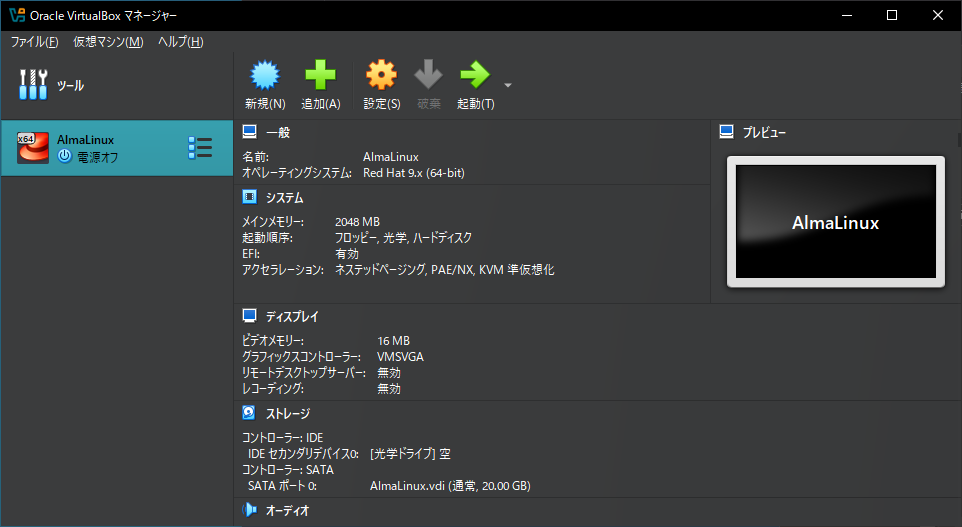 Oracle VirtualBox マネージャー
ファイル(F) 仮想マシン(M) ヘルプ(H)
ツール
新規(N) 追加(A) 設定(S) 破棄 起動(T)
x64
AlmaLinux
電源オフ
一般
名前: AlmaLinux
オペレーティングシステム: Red Hat 9.x (64-bit)
システム
メインメモリー: 2048 MB
起動順序: フロッピー, 光学, ハードディスク
EFI: 有効
アクセラレーション: ネステッドページング, PAE/NX, KVM 準仮想化
プレビュー
AlmaLinux
ディスプレイ
ビデオメモリー: 16 MB
グラフィックスコントローラー: VMSVGA
リモートデスクトップサーバー: 無効
レコーディング: 無効
ストレージ
コントローラー: IDE
IDE セカンダリデバイス0: [光学ドライブ] 空
コントローラー: SATA
SATA ポート 0: AlmaLinux.vdi (通常, 20.00 GB)
オーディオ